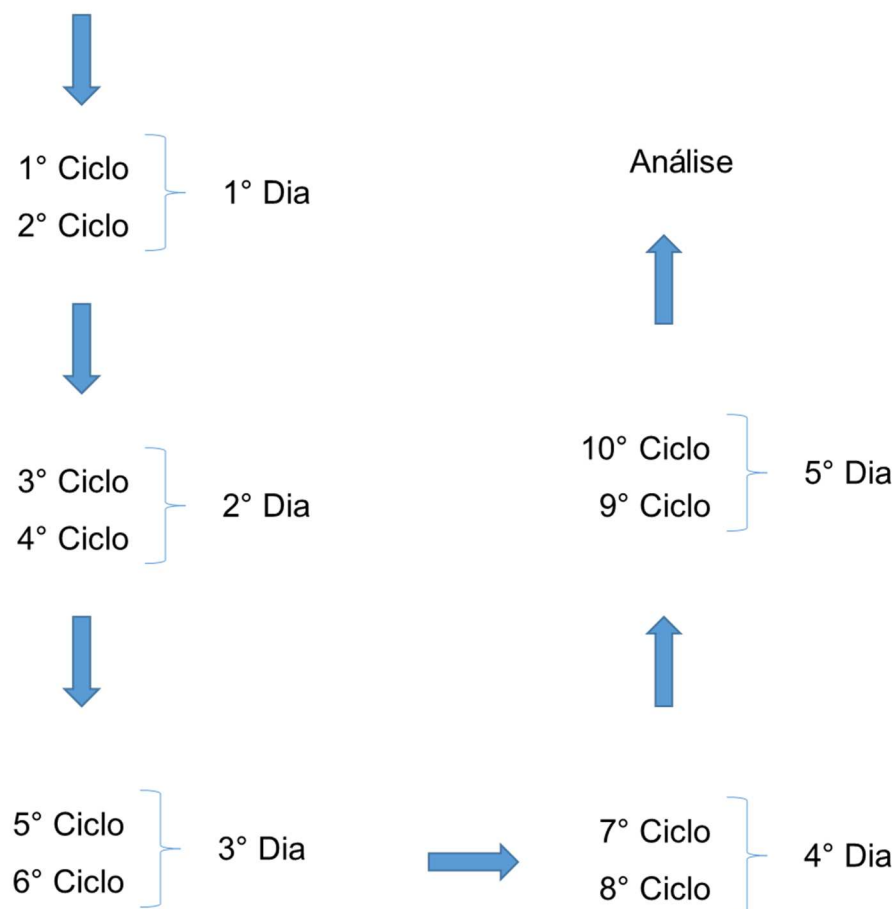 1° Ciclo
2° Ciclo
1° Dia
3° Ciclo
4° Ciclo
2° Dia
5° Ciclo
6° Ciclo
3° Dia
7° Ciclo
8° Ciclo
4° Dia
10° Ciclo
9° Ciclo
5° Dia
Análise